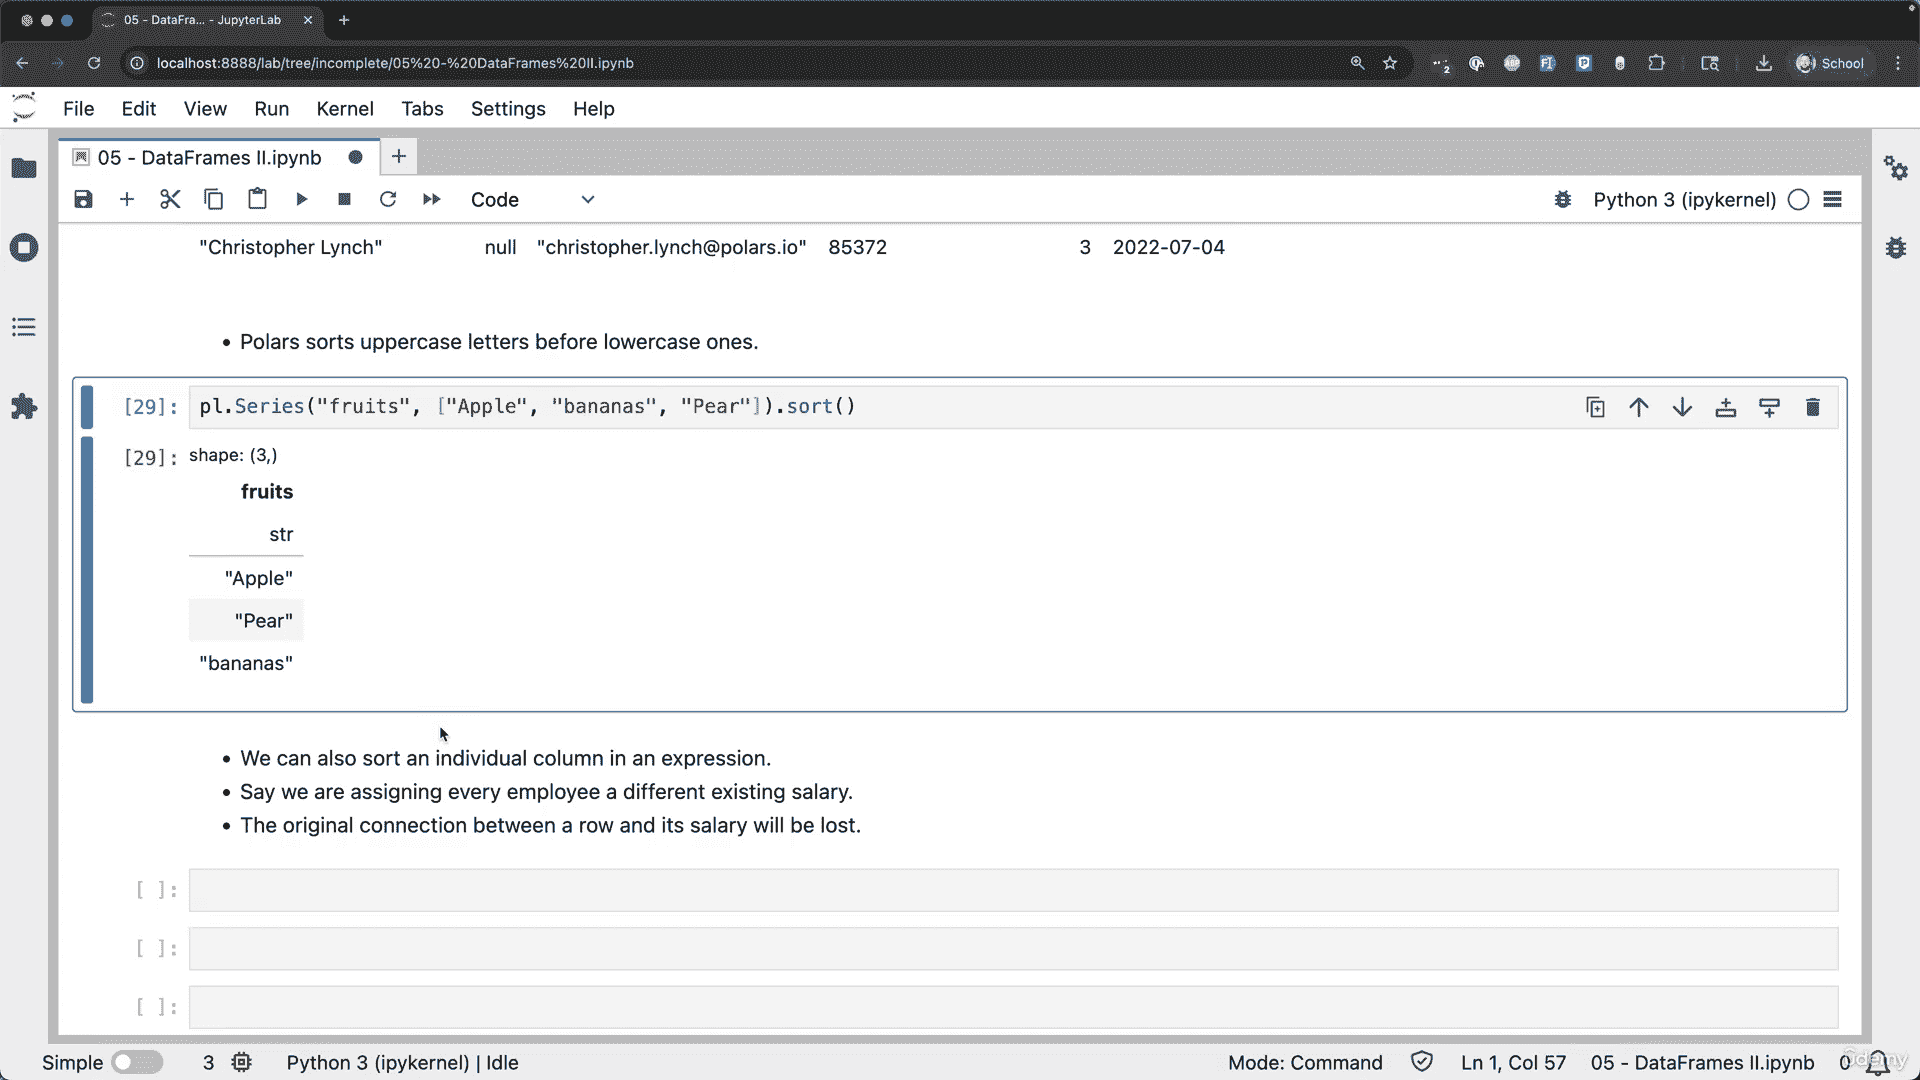 05 - DataFra... - JupyterLab
localhost:8888/lab/tree/incomplete/05%20-%20DataFrames%20II.ipynb
School
File Edit View Run Kernel Tabs Settings Help
05 - DataFrames II.ipynb
Code
Python 3 (ipykernel)
"Christopher Lynch" null "christopher.lynch@polars.io" 85372 3 2022-07-04
• Polars sorts uppercase letters before lowercase ones.
[29]: pl.Series("fruits", ["Apple", "bananas", "Pear"]).sort()
[29]: shape: (3,)
fruits
str
"Apple"
"Pear"
"bananas"
• We can also sort an individual column in an expression.
• Say we are assigning every employee a different existing salary.
• The original connection between a row and its salary will be lost.
[ ]:
[ ]:
[ ]:
Simple 3 Python 3 (ipykernel) | Idle Mode: Command Ln 1, Col 57 05 - DataFrames II.ipynb 0